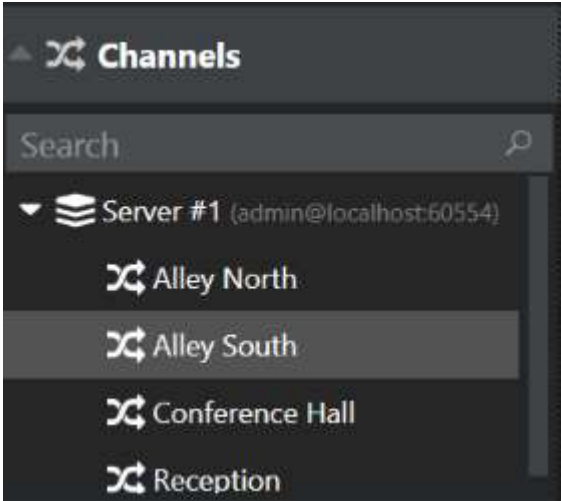 Channels
Search
Server #1 (admin@localhost:60554)
Alley North
Alley South
Conference Hall
Reception